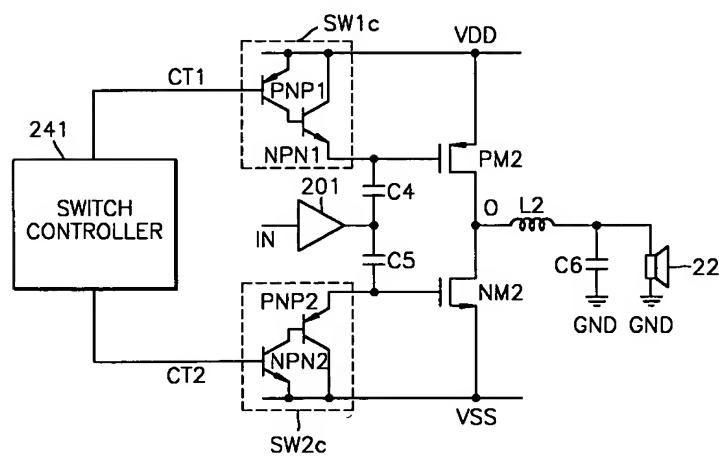 SW1c
VDD
CT1
PNP1
241
NPN1
PM2
C4
201
SWITCH
CONTROLLER
IN
O
L2
C5
C6
22
PNP2
NM2
GND
GND
NPN2
CT2
VSS
SW2c